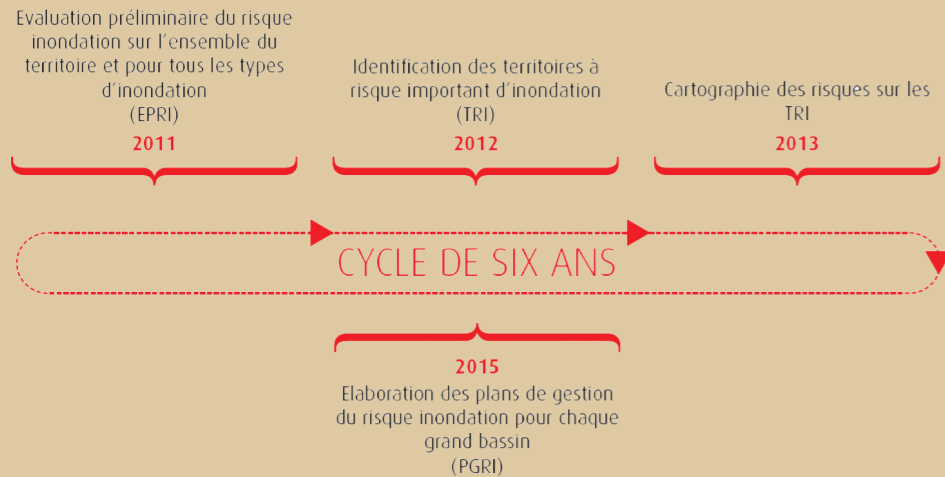 Evaluation préliminaire du risque
inondation sur l'ensemble du
territoire et pour tous les types
d'inondation
(EPRI)
2011
Identification des territoires à
risque important d'inondation
(TRI)
2012
Cartographie des risques sur les
TRI
2013
CYCLE DE SIX ANS
2015
Elaboration des plans de gestion
du risque inondation pour chaque
grand bassin
(PGRI)